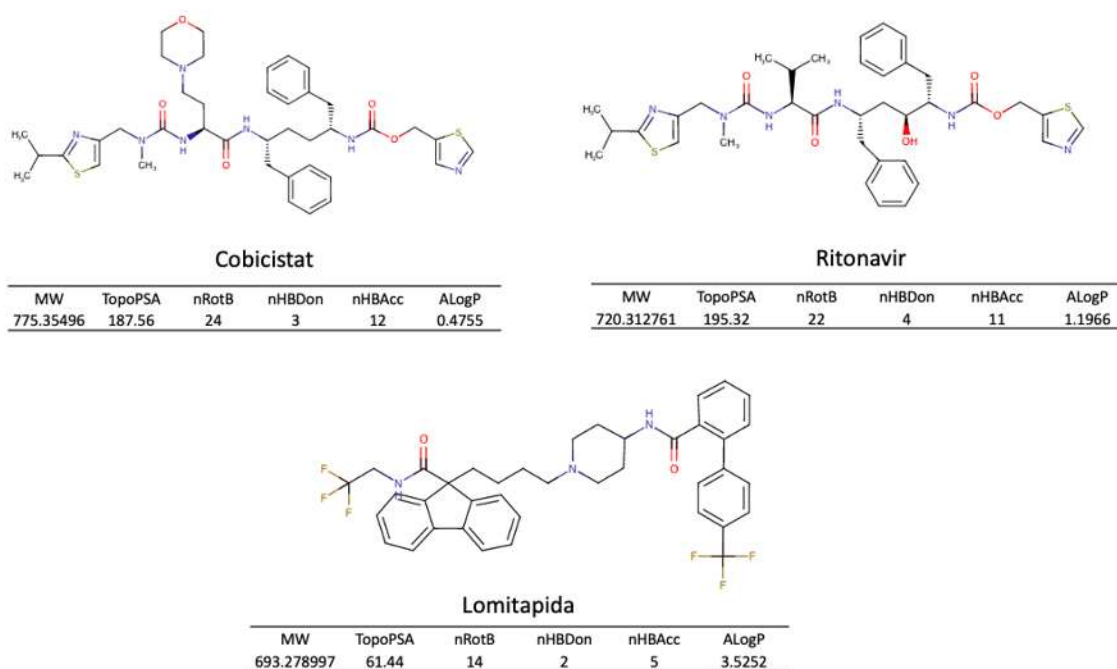 Cobicistat
MW TopoPSA nRotB nHBDon nHBAcc ALogP
775.35496 187.56 24 3 12 0.4755
Ritonavir
MW TopoPSA nRotB nHBDon nHBAcc ALogP
720.312761 195.32 22 4 11 1.1966
Lomitapida
MW TopoPSA nRotB nHBDon nHBAcc ALogP
693.278997 61.44 14 2 5 3.5252